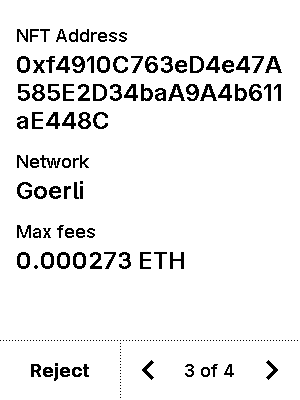 NFT Address
0xf4910C763eD4e47A
585E2D34baA9A4b611
aE448C
Network
Goerli
Max fees
0.000273 ETH
Reject
3 of 4